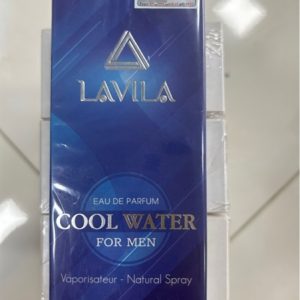 LAVILA
EAU DE PARFUM
COOL WATER
FOR MEN
Vaporisateur - Natural Spray